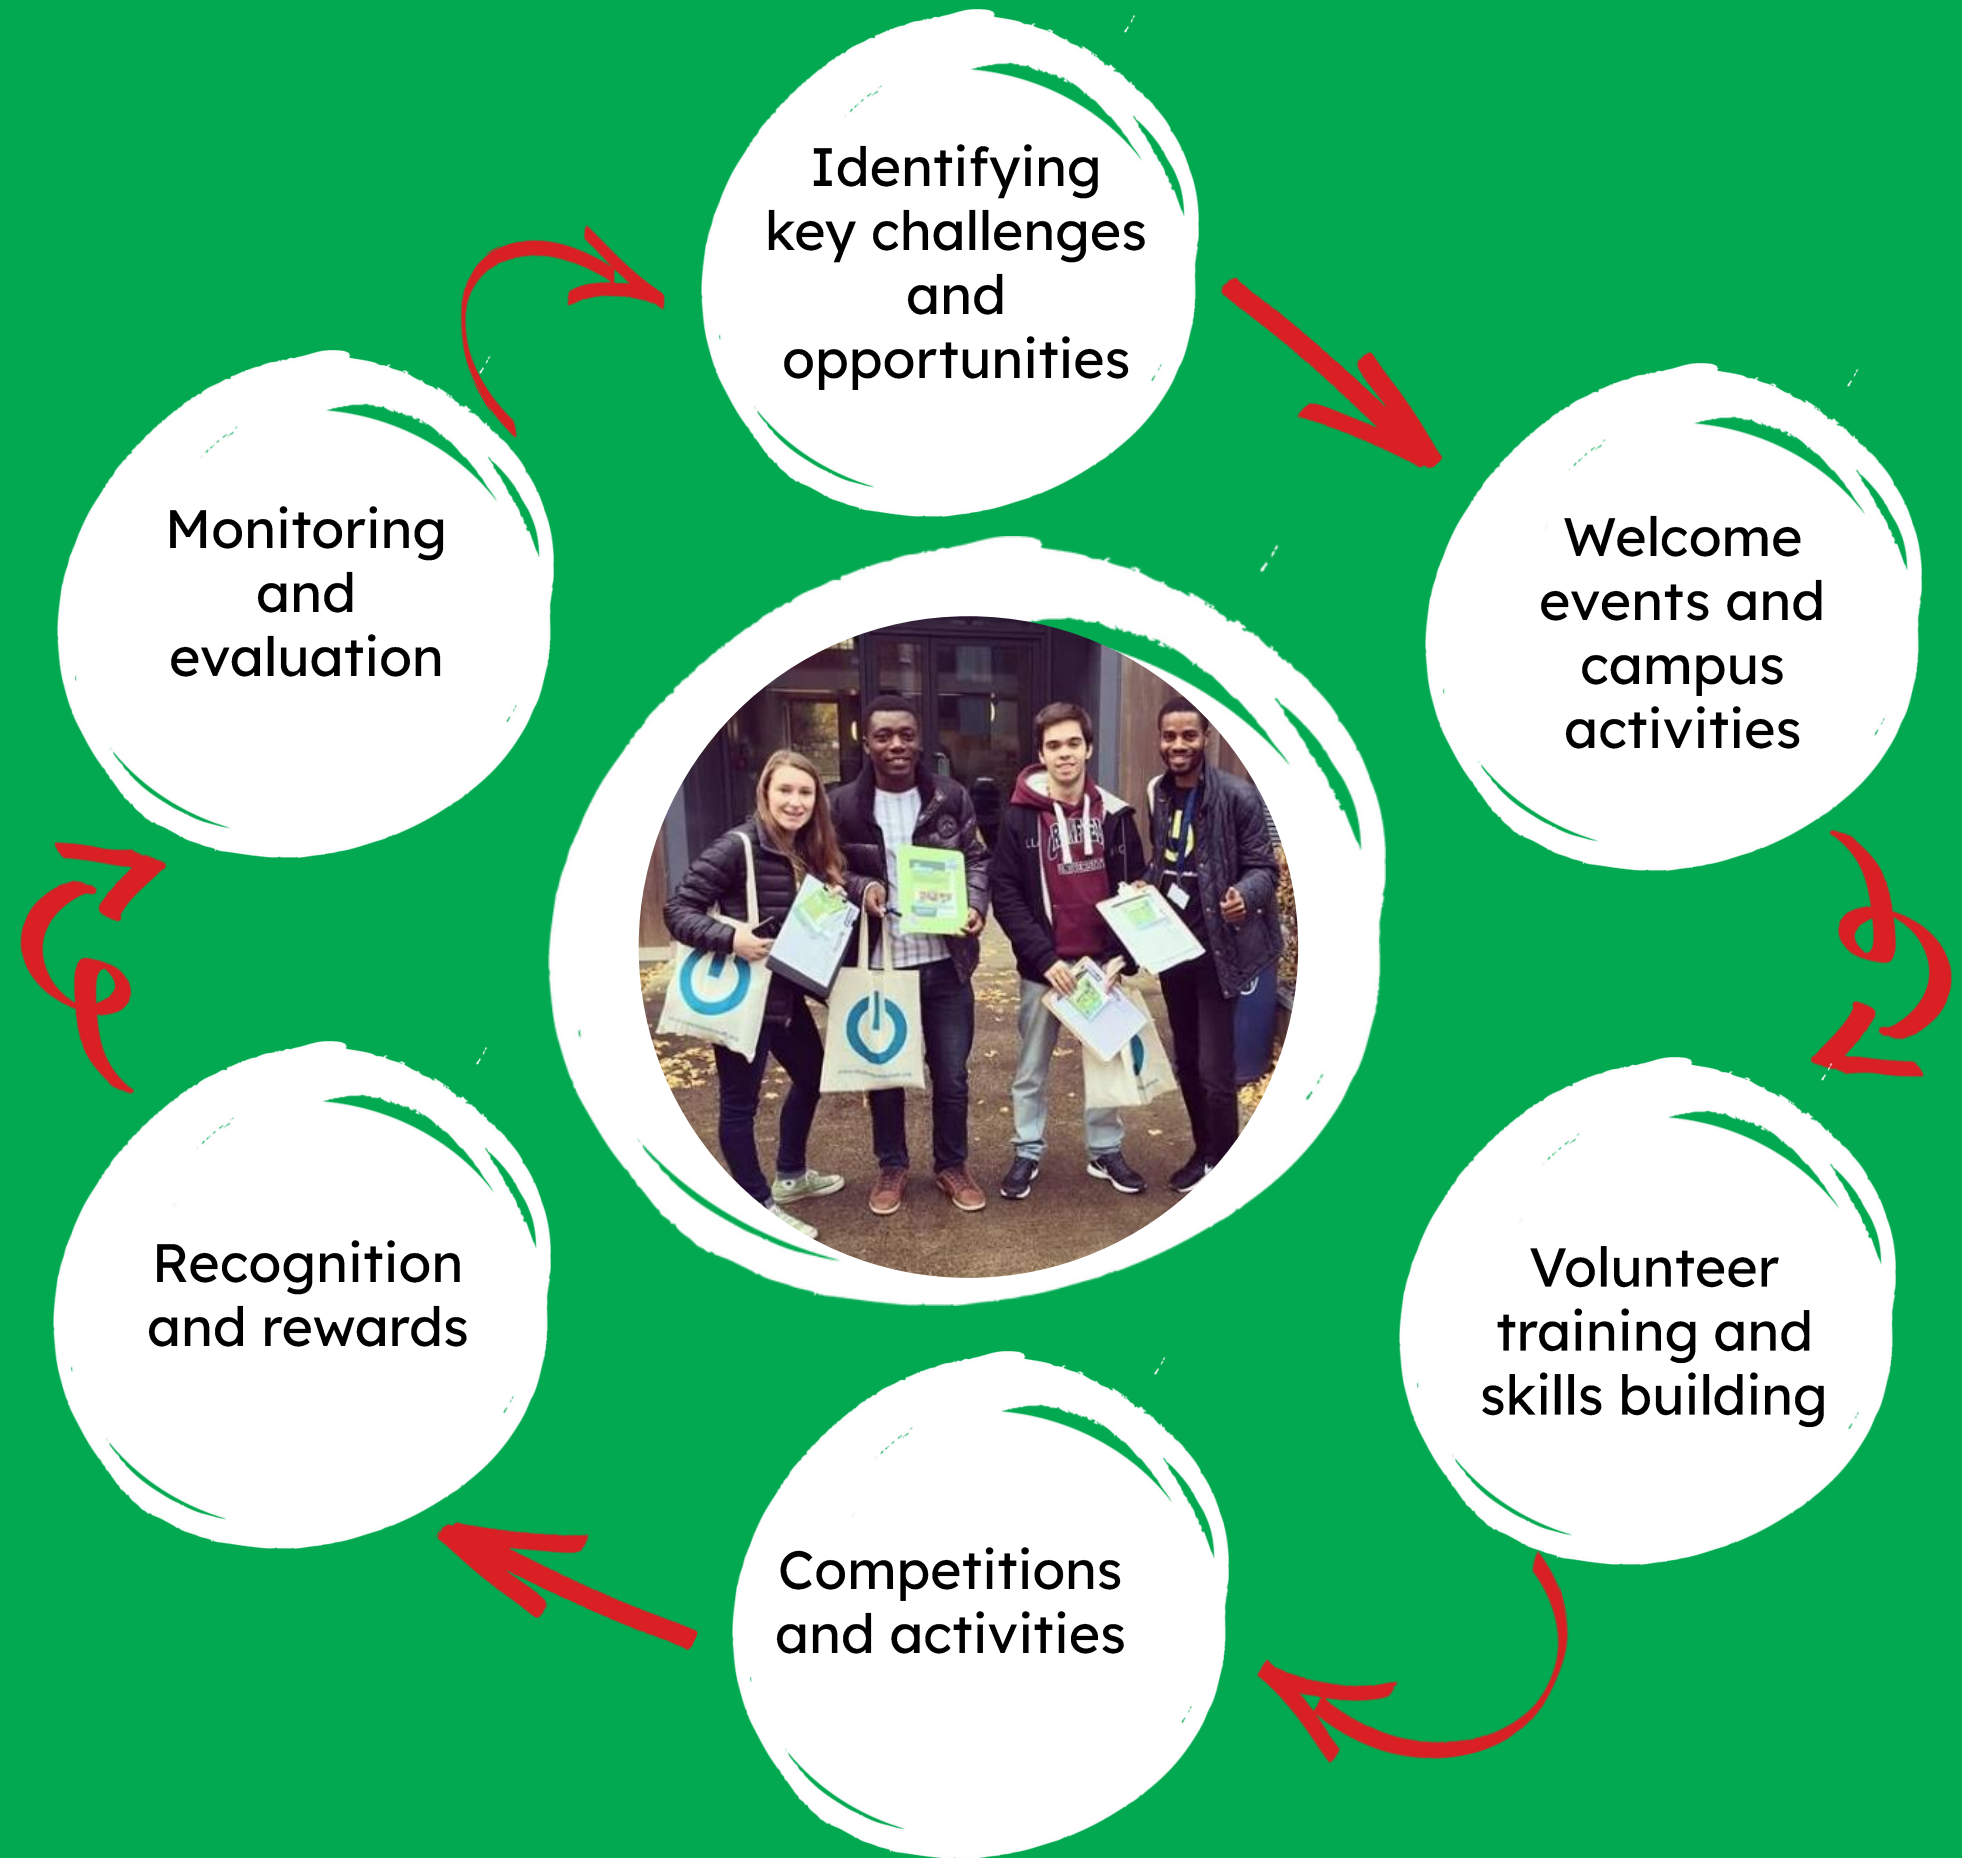 Identifying
key challenges
and
opportunities
Welcome
events and
campus
activities
Volunteer
training and
skills building
Competitions
and activities
Recognition
and rewards
Monitoring
and
evaluation
UNIVERSITY